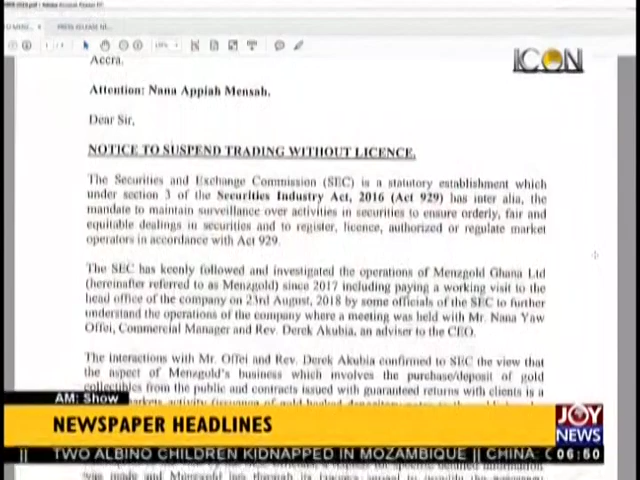 ICON
Accra.
Attention: Nana Appiah Mensah,
Dear Sir,
NOTICE TO SUSPEND TRADING WITHOUT LICENCE.
The Securities and Exchange Commission (SEC) is a statutory establishment which
under section 3 of the Securities Industry Act, 2016 (Act 929) has inter alia, the
mandate to maintain surveillance over activities in securities to ensure orderly, fair and
equitable dealings in securities and to register, licence, authorized or regulate market
operators in accordance with Act 929.
The SEC has keenly followed and investigated the operations of Menzgold Ghana Ltd
(hereinafter referred to as Menzgold) since 2017 including paying a working visit to the
head office of the company on 23rd August, 2018 by some officials of the SEC to further
understand the operations of the company where a meeting was held with Mr. Nana Yaw
Offei, Commercial Manager and Rev. Derek Akubia, an adviser to the CEO.
The interactions with Mr. Offei and Rev. Derek Akubia confirmed to SEC the view that
the aspect of Menzgold's business which involves the purchase/deposit of gold
collectibles from the public and contracts issued with guaranteed returns with clients is a
AM: Show
NEWSPAPER HEADLINES
JOY
NEWS
|| TWO ALBINO CHILDREN KIDNAPPED IN MOZAMBIQUE || CHINA:
06:50